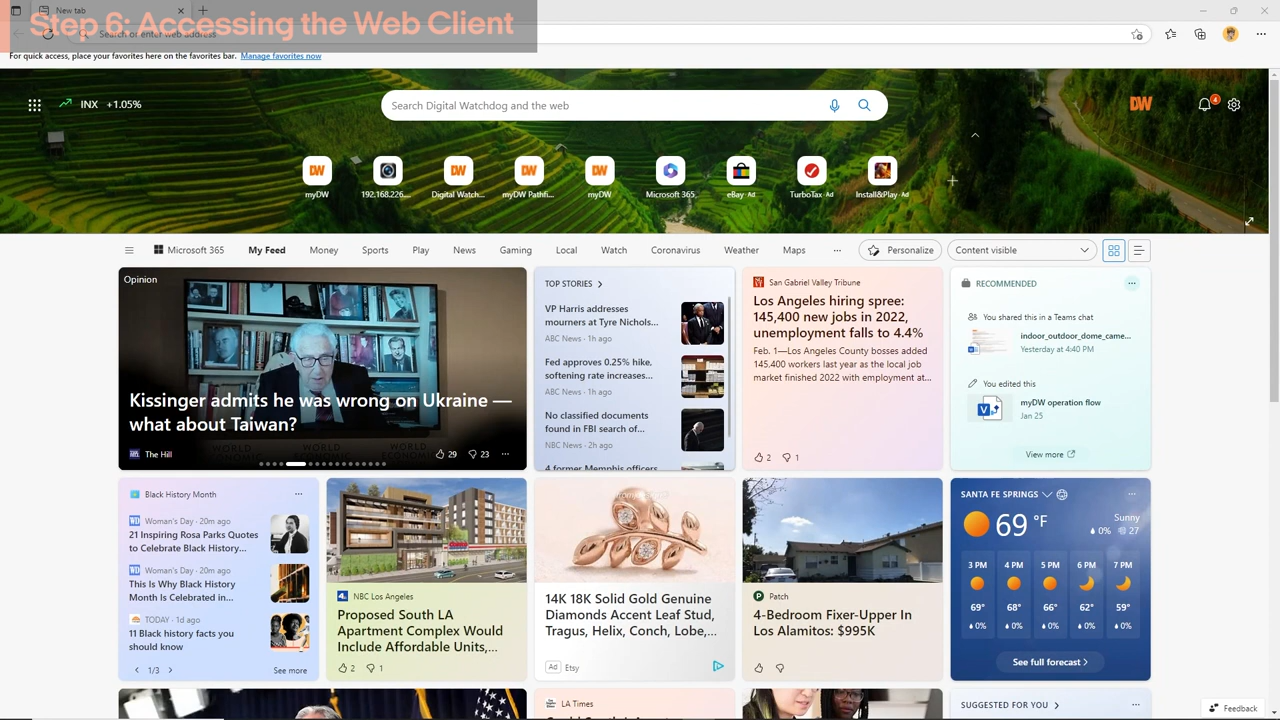 New tab
Step 6: Accessing the Web Client
Search or enter web address
For quick access, place your favorites here on the favorites bar. Manage favorites now
INX +1.05%
Search Digital Watchdog and the web
DW
4
DW
DW
DW
DW
myDW
192.168.226....
Digital Watch...
myDW Pathfi...
myDW
Microsoft 365
eBay · Ad
TurboTax · Ad
Install&Play · Ad
Microsoft 365
My Feed
Money
Sports
Play
News
Gaming
Local
Watch
Coronavirus
Weather
Maps
...
Personalize
Content visible
Opinion
Kissinger admits he was wrong on Ukraine —
what about Taiwan?
The Hill
29
23
WORLD
TOP STORIES
VP Harris addresses
mourners at Tyre Nichols...
ABC News · 1h ago
Fed approves 0.25% hike,
softening rate increases...
ABC News · 1h ago
No classified documents
found in FBI search of...
NBC News · 2h ago
4 former Memphis officers
San Gabriel Valley Tribune
Los Angeles hiring spree:
145,400 new jobs in 2022,
unemployment falls to 4.4%
Feb. 1—Los Angeles County bosses added
145,400 workers last year as the local job
market finished 2022 with employment at...
2
1
RECOMMENDED
You shared this in a Teams chat
indoor_outdoor_dome_came...
Yesterday at 4:40 PM
You edited this
myDW operation flow
Jan 25
View more
Black History Month
Woman's Day · 20m ago
21 Inspiring Rosa Parks Quotes
to Celebrate Black History...
Woman's Day · 20m ago
This Is Why Black History
Month Is Celebrated in...
TODAY · 1d ago
11 Black history facts you
should know
1/3
See more
NBC Los Angeles
Proposed South LA
Apartment Complex Would
Include Affordable Units,...
2
1
14K 18K Solid Gold Genuine
Diamonds Accent Leaf Stud,
Tragus, Helix, Conch, Lobe,...
Ad Etsy
Patch
4-Bedroom Fixer-Upper In
Los Alamitos: $995K
SANTA FE SPRINGS
69 °F
Sunny
0% 27
3 PM
4 PM
5 PM
6 PM
7 PM
69°
68°
66°
62°
59°
0%
0%
0%
0%
0%
See full forecast
LA Times
SUGGESTED FOR YOU
Feedback